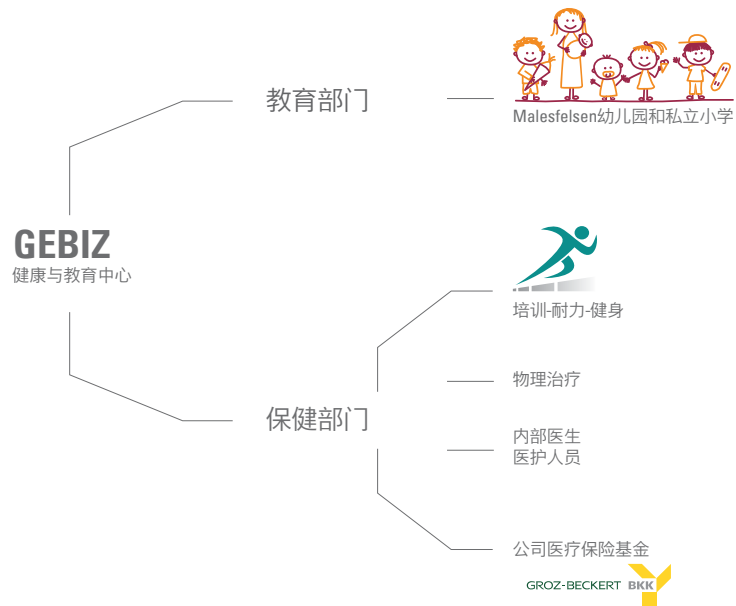 教育部门
Malesfelsen幼儿园和私立小学
GEBIZ
健康与教育中心
培训-耐力-健身
保健部门
物理治疗
内部医生
医护人员
公司医疗保险基金
GROZ-BECKERT BKK